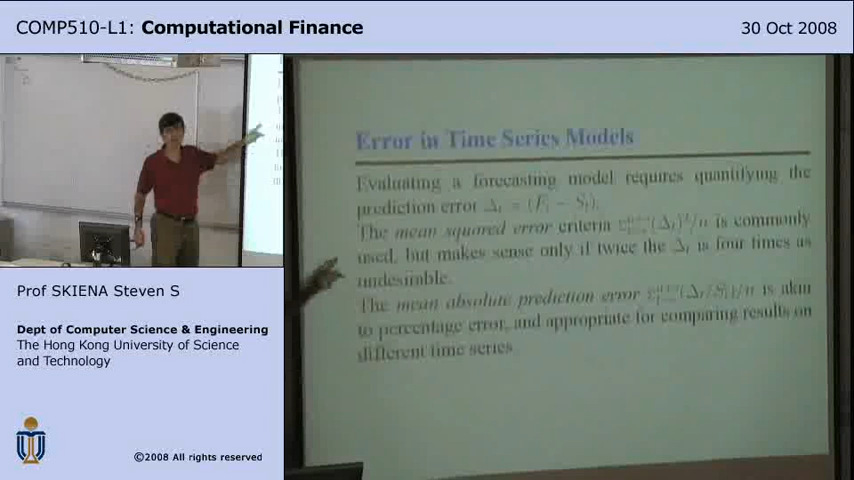 COMP510-L1: Computational Finance
30 Oct 2008
Error in Time Series Models
Evaluating a forecasting model requires quantifying the
prediction error Δₜ = (Fₜ − Sₜ).
The mean squared error criteria is commonly
used, but makes sense only if twice the Δₜ is four times as
undesirable.
The mean absolute prediction error is akin
to percentage error, and appropriate for comparing results on
different time series
Prof SKIENA Steven S
Dept of Computer Science & Engineering
The Hong Kong University of Science
and Technology
©2008 All rights reserved